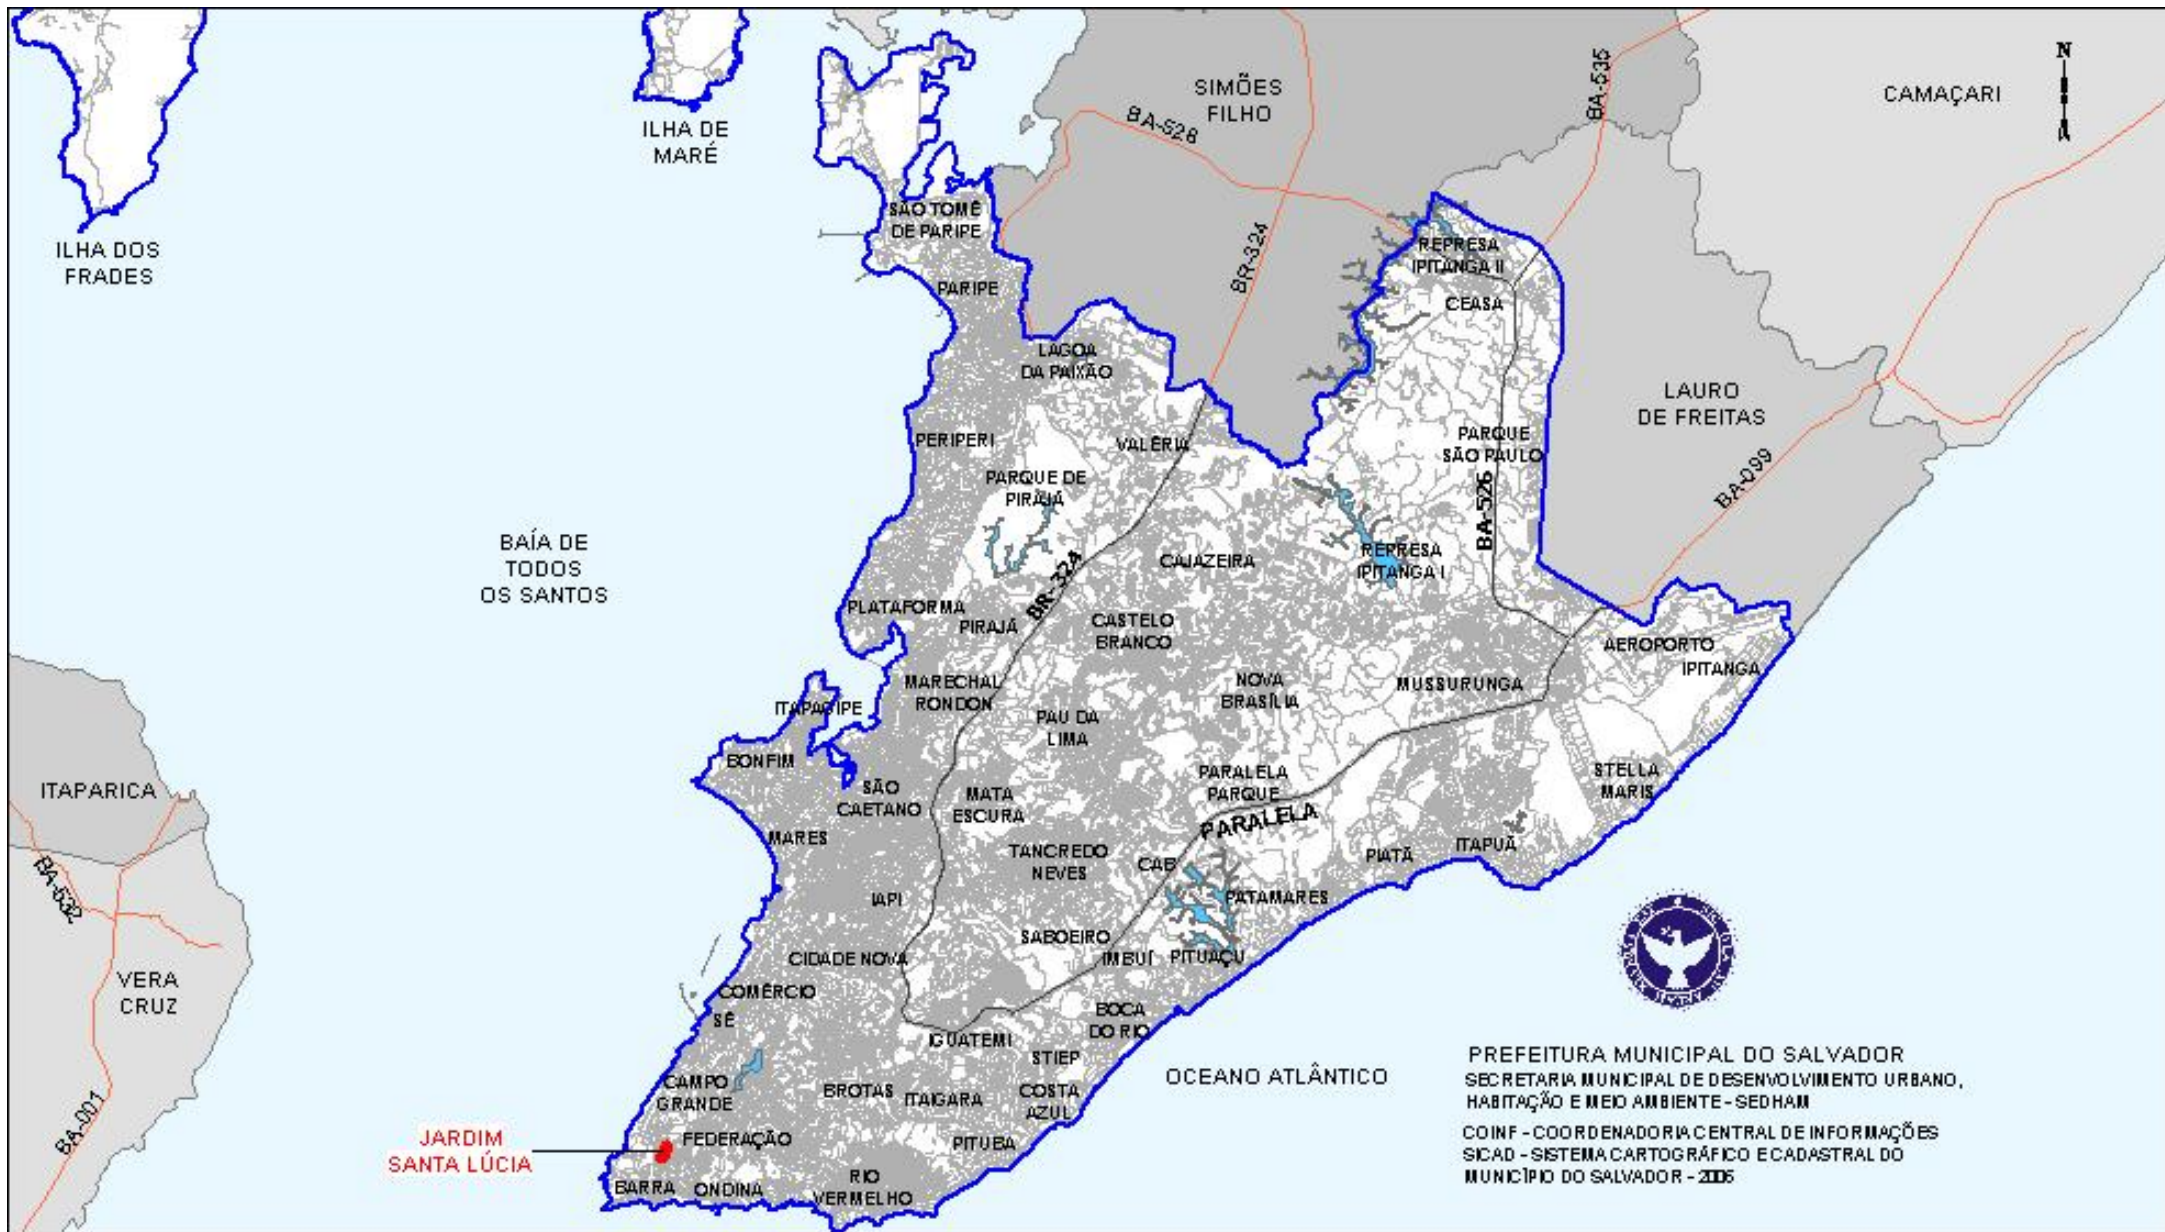 N
SIMÕES
FILHO
BA-535
CAMAÇARI
BA-528
ILHA DE
MARÉ
SÃO TOMÉ
DE PARIPE
ILHA DOS
FRADES
BR-324
REPRESA
IPITANGA II
PARIPE
CEASA
LAGOA
DA PAIXÃO
LAURO
DE FREITAS
PERIPERI
VALÉRIA
PARQUE
SÃO PAULO
PARQUE DE
PIRAJÁ
BA-099
BA-526
BAÍA DE
TODOS
OS SANTOS
CAJAZEIRA
REPRESA
IPITANGA I
BR-324
PLATAFORMA
PIRAJÁ
CASTELO
BRANCO
AEROPORTO
IPITANGA
MARECHAL
RONDON
NOVA
BRASÍLIA
MUSSURUNGA
ITAPAGIPE
PAU DA
LIMA
BONFIM
PARALELA
PARQUE
STELLA
MARIS
ITAPARICA
SÃO
CAETANO
MATA
ESCURA
PARALELA
MARES
ITAPUÃ
TANCREDO
NEVES
CAB
PIATÃ
BA-532
IAPI
PATAMARES
SABOEIRO
CIDADE NOVA
IMBUÍ
PITUAÇU
VERA
CRUZ
COMÉRCIO
SÉ
BOCA
DO RIO
IGUATEMI
STIEP
OCEANO ATLÂNTICO
PREFEITURA MUNICIPAL DO SALVADOR
SECRETARIA MUNICIPAL DE DESENVOLVIMENTO URBANO,
HABITAÇÃO E MEIO AMBIENTE - SEDHAM
CAMPO
GRANDE
BROTAS
ITAIGARA
COSTA
AZUL
BA-001
COINF - COORDENADORIA CENTRAL DE INFORMAÇÕES
SICAD - SISTEMA CARTOGRÁFICO E CADASTRAL DO
MUNICÍPIO DO SALVADOR - 2006
JARDIM
SANTA LÚCIA
FEDERAÇÃO
PITUBA
BARRA
ONDINA
RIO
VERMELHO